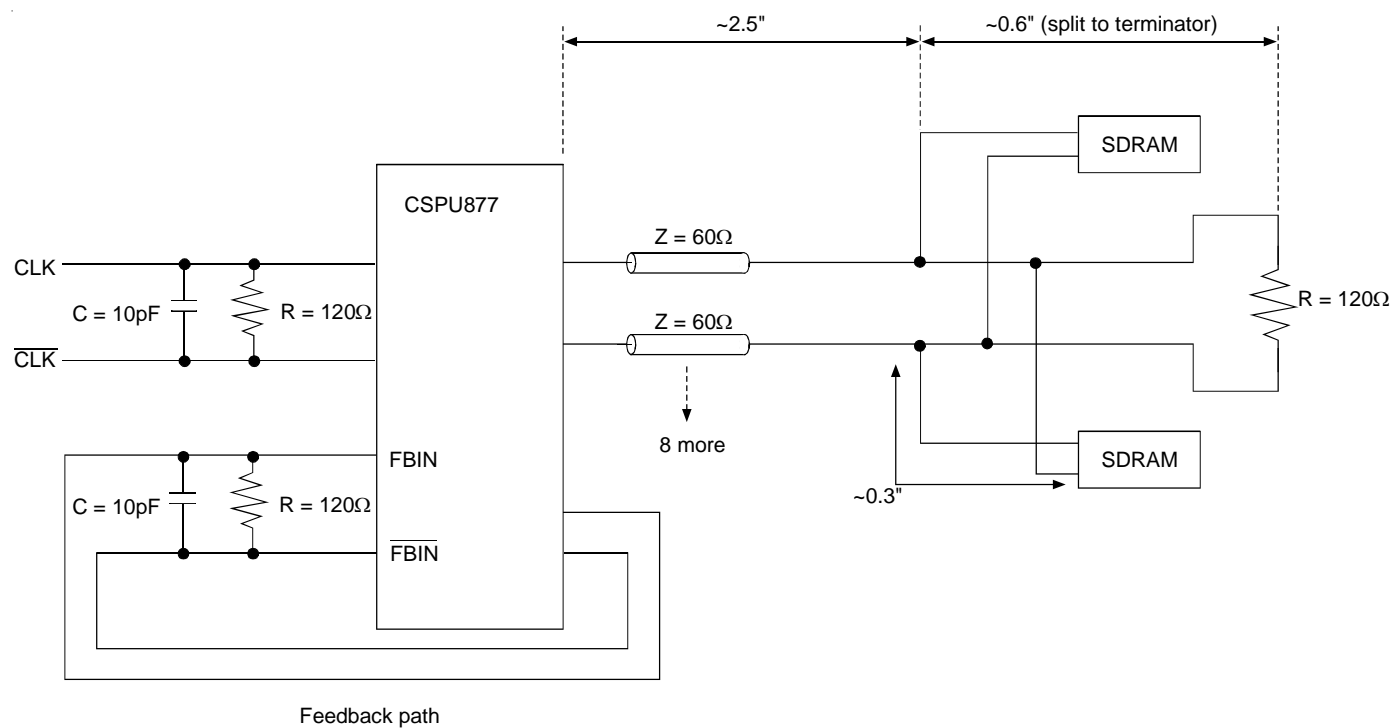 ~2.5"
~0.6" (split to terminator)
SDRAM
CSPU877
Z = 60Ω
CLK
C = 10pF
R = 120Ω
R = 120Ω
Z = 60Ω
CLK
8 more
FBIN
SDRAM
C = 10pF
R = 120Ω
~0.3"
FBIN
Feedback path